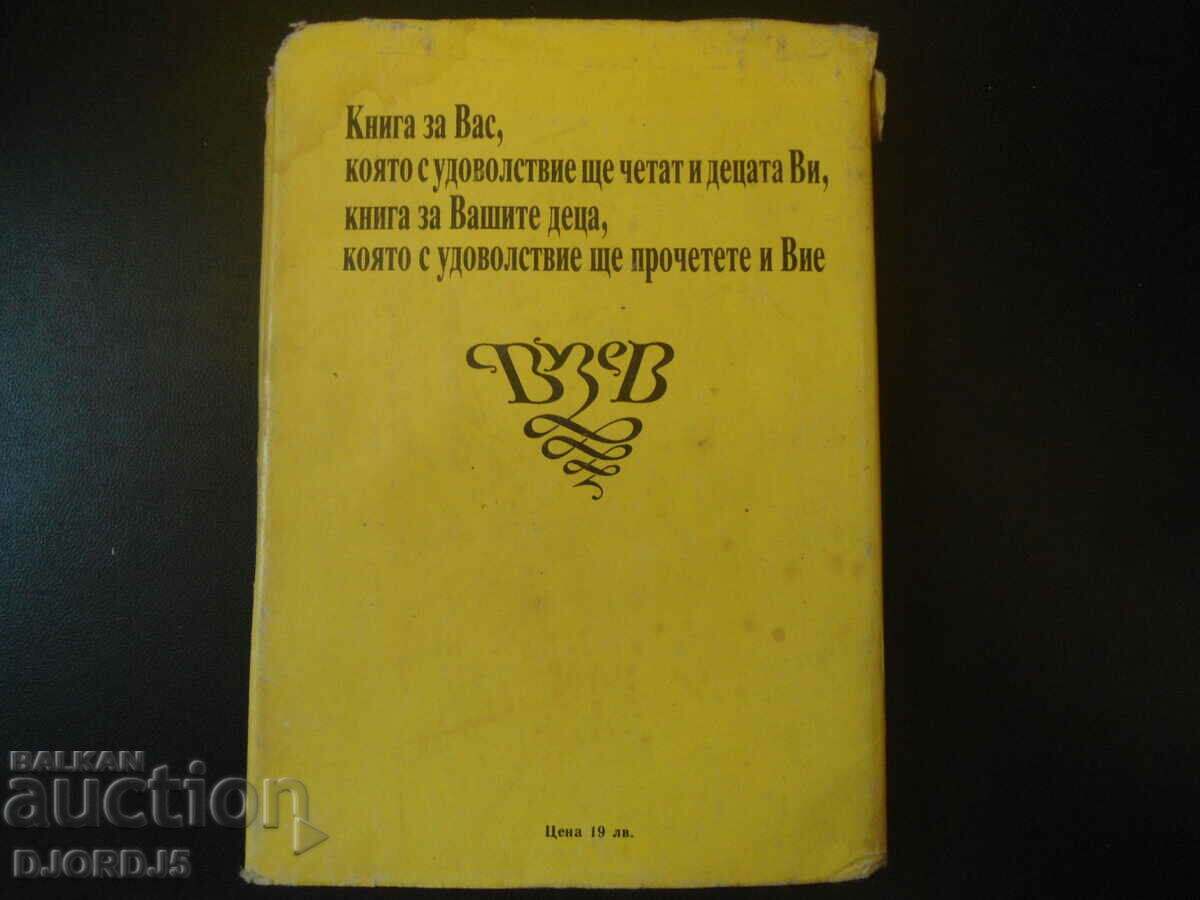 Книга за Вас,
която с удоволствие ще четат и децата Ви,
книга за Вашите деца,
която с удоволствие ще прочетете и Вие
Бузев
Цена 19 лв.
BALKAN
auction
DJORDJ5